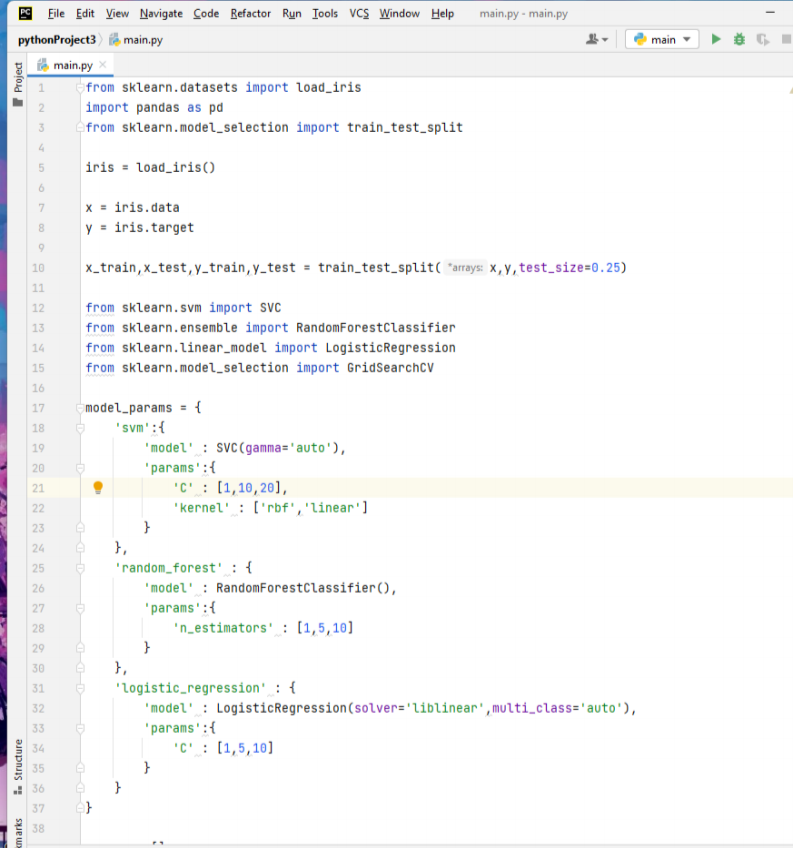 PC File Edit View Navigate Code Refactor Run Tools VCS Window Help main.py - main.py
pythonProject3 main.py main
main.py
Project
1 from sklearn.datasets import load_iris
2 import pandas as pd
3 from sklearn.model_selection import train_test_split
4
5 iris = load_iris()
6
7 x = iris.data
8 y = iris.target
9
10 x_train,x_test,y_train,y_test = train_test_split( *arrays: x,y,test_size=0.25)
11
12 from sklearn.svm import SVC
13 from sklearn.ensemble import RandomForestClassifier
14 from sklearn.linear_model import LogisticRegression
15 from sklearn.model_selection import GridSearchCV
16
17 model_params = {
18 'svm':{
19 'model' : SVC(gamma='auto'),
20 'params':{
21 'C' : [1,10,20],
22 'kernel' : ['rbf','linear']
23 }
24 },
25 'random_forest' : {
26 'model' : RandomForestClassifier(),
27 'params':{
28 'n_estimators' : [1,5,10]
29 }
30 },
31 'logistic_regression' : {
32 'model' : LogisticRegression(solver='liblinear',multi_class='auto'),
33 'params':{
34 'C' : [1,5,10]
35 }
36 }
37 }
38
Structure